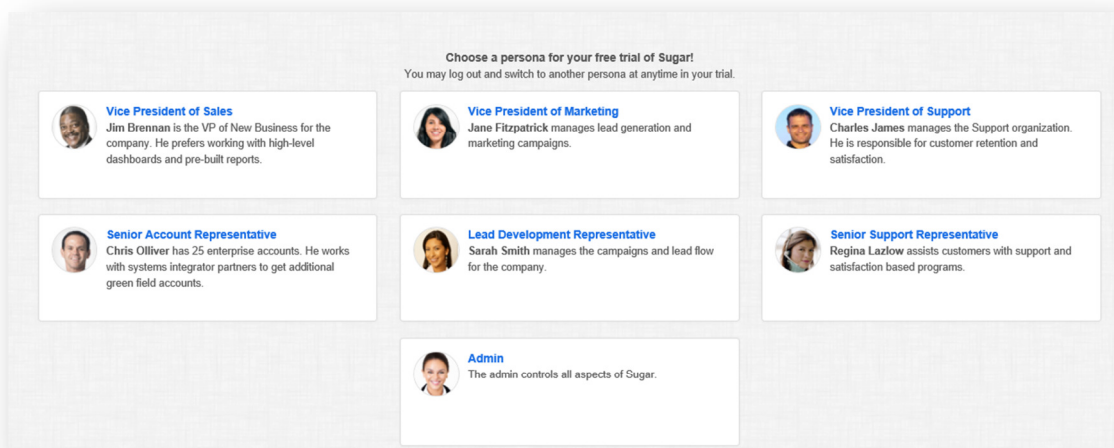 Choose a persona for your free trial of Sugar!
You may log out and switch to another persona at anytime in your trial.
Vice President of Sales
Jim Brennan is the VP of New Business for the
company. He prefers working with high-level
dashboards and pre-built reports.
Vice President of Marketing
Jane Fitzpatrick manages lead generation and
marketing campaigns.
Vice President of Support
Charles James manages the Support organization.
He is responsible for customer retention and
satisfaction.
Senior Account Representative
Chris Olliver has 25 enterprise accounts. He works
with systems integrator partners to get additional
green field accounts.
Lead Development Representative
Sarah Smith manages the campaigns and lead flow
for the company.
Senior Support Representative
Regina Lazlow assists customers with support and
satisfaction based programs.
Admin
The admin controls all aspects of Sugar.